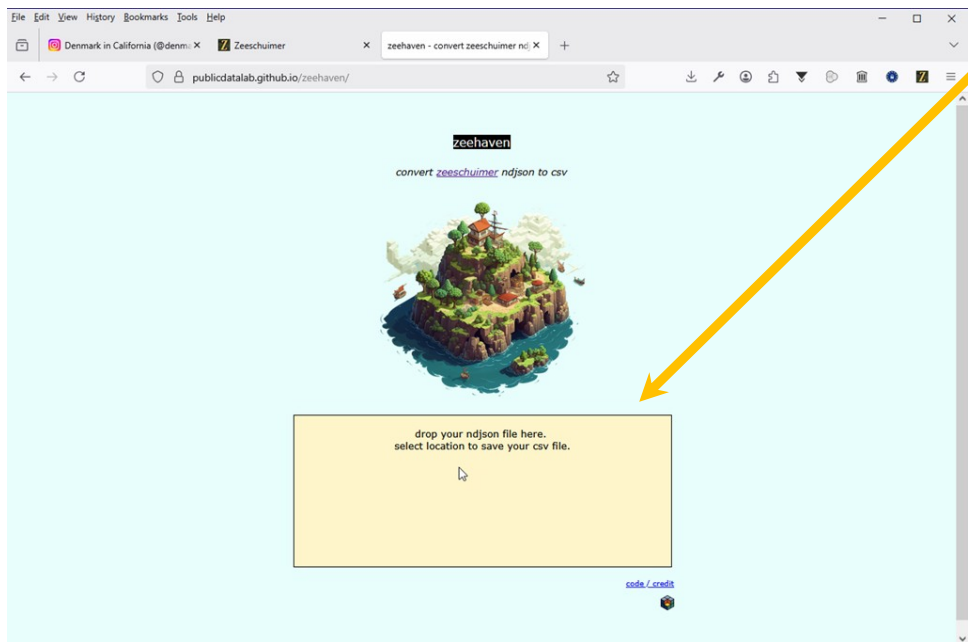 File Edit View History Bookmarks Tools Help
Denmark in California (@denma
Zeeschuimer
zeehaven - convert zeeschuimer ndj
publicdatalab.github.io/zeehaven/
zeehaven
convert zeeschuimer ndjson to csv
drop your ndjson file here.
select location to save your csv file.
code / credit